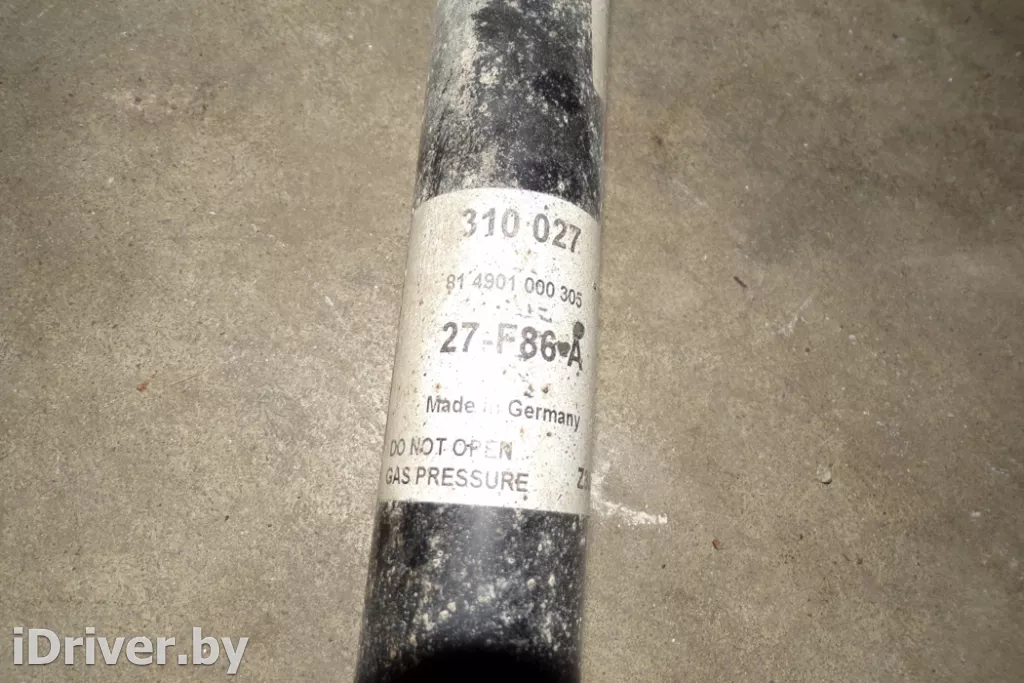 310 027
81 4901 000 305
27-F86-A
Made in Germany
DO NOT OPEN
GAS PRESSURE
iDriver.by